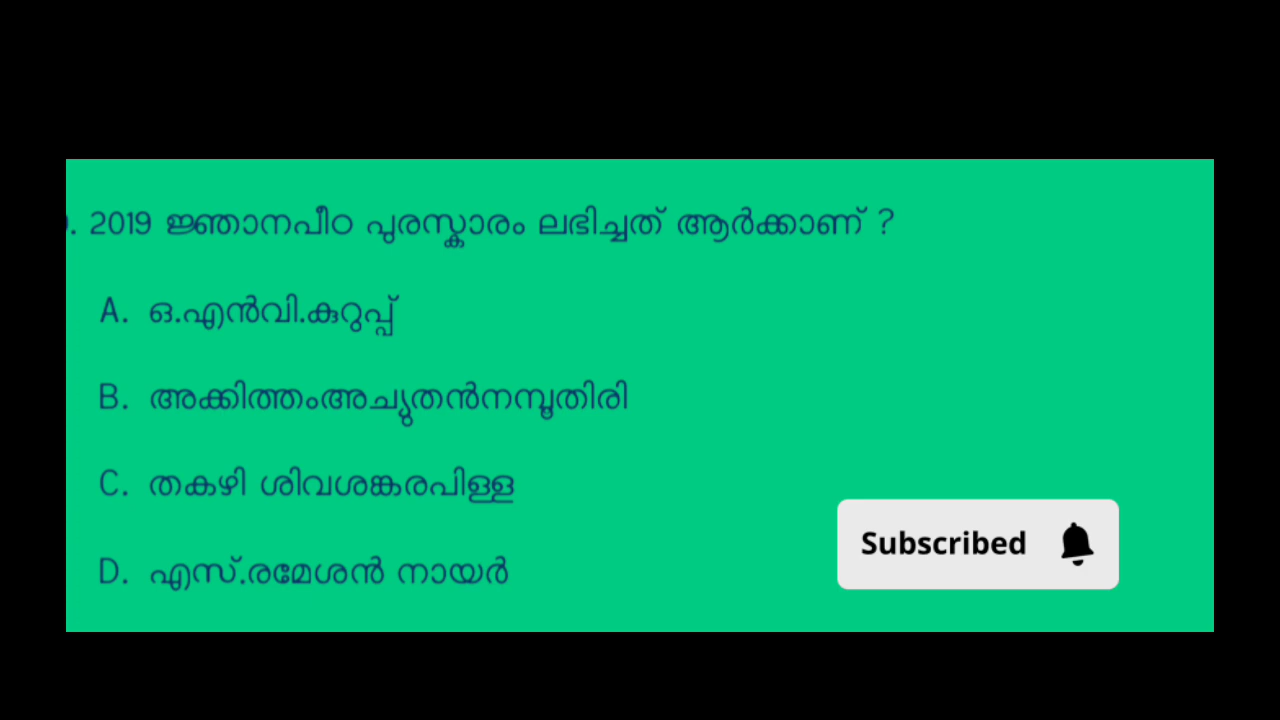 . 2019 ജ്ഞാനപീഠ പുരസ്കാരം ലഭിച്ചത് ആർക്കാണ് ?
A. ഒ.എൻവി.കുറുപ്പ്
B. അക്കിത്തംഅച്യുതൻനമ്പൂതിരി
C. തകഴി ശിവശങ്കരപിള്ള
D. എസ്.രമേശൻ നായർ
Subscribed